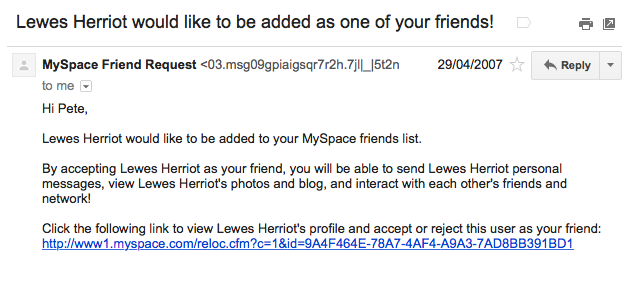 Lewes Herriot would like to be added as one of your friends!
MySpace Friend Request <03.msg09gpiaigsqr7r2h.7jl|_|5t2n 29/04/2007 Reply
to me
Hi Pete,
Lewes Herriot would like to be added to your MySpace friends list.
By accepting Lewes Herriot as your friend, you will be able to send Lewes Herriot personal
messages, view Lewes Herriot's photos and blog, and interact with each other's friends and
network!
Click the following link to view Lewes Herriot's profile and accept or reject this user as your friend:
http://www1.myspace.com/reloc.cfm?c=1&id=9A4F464E-78A7-4AF4-A9A3-7AD8BB391BD1